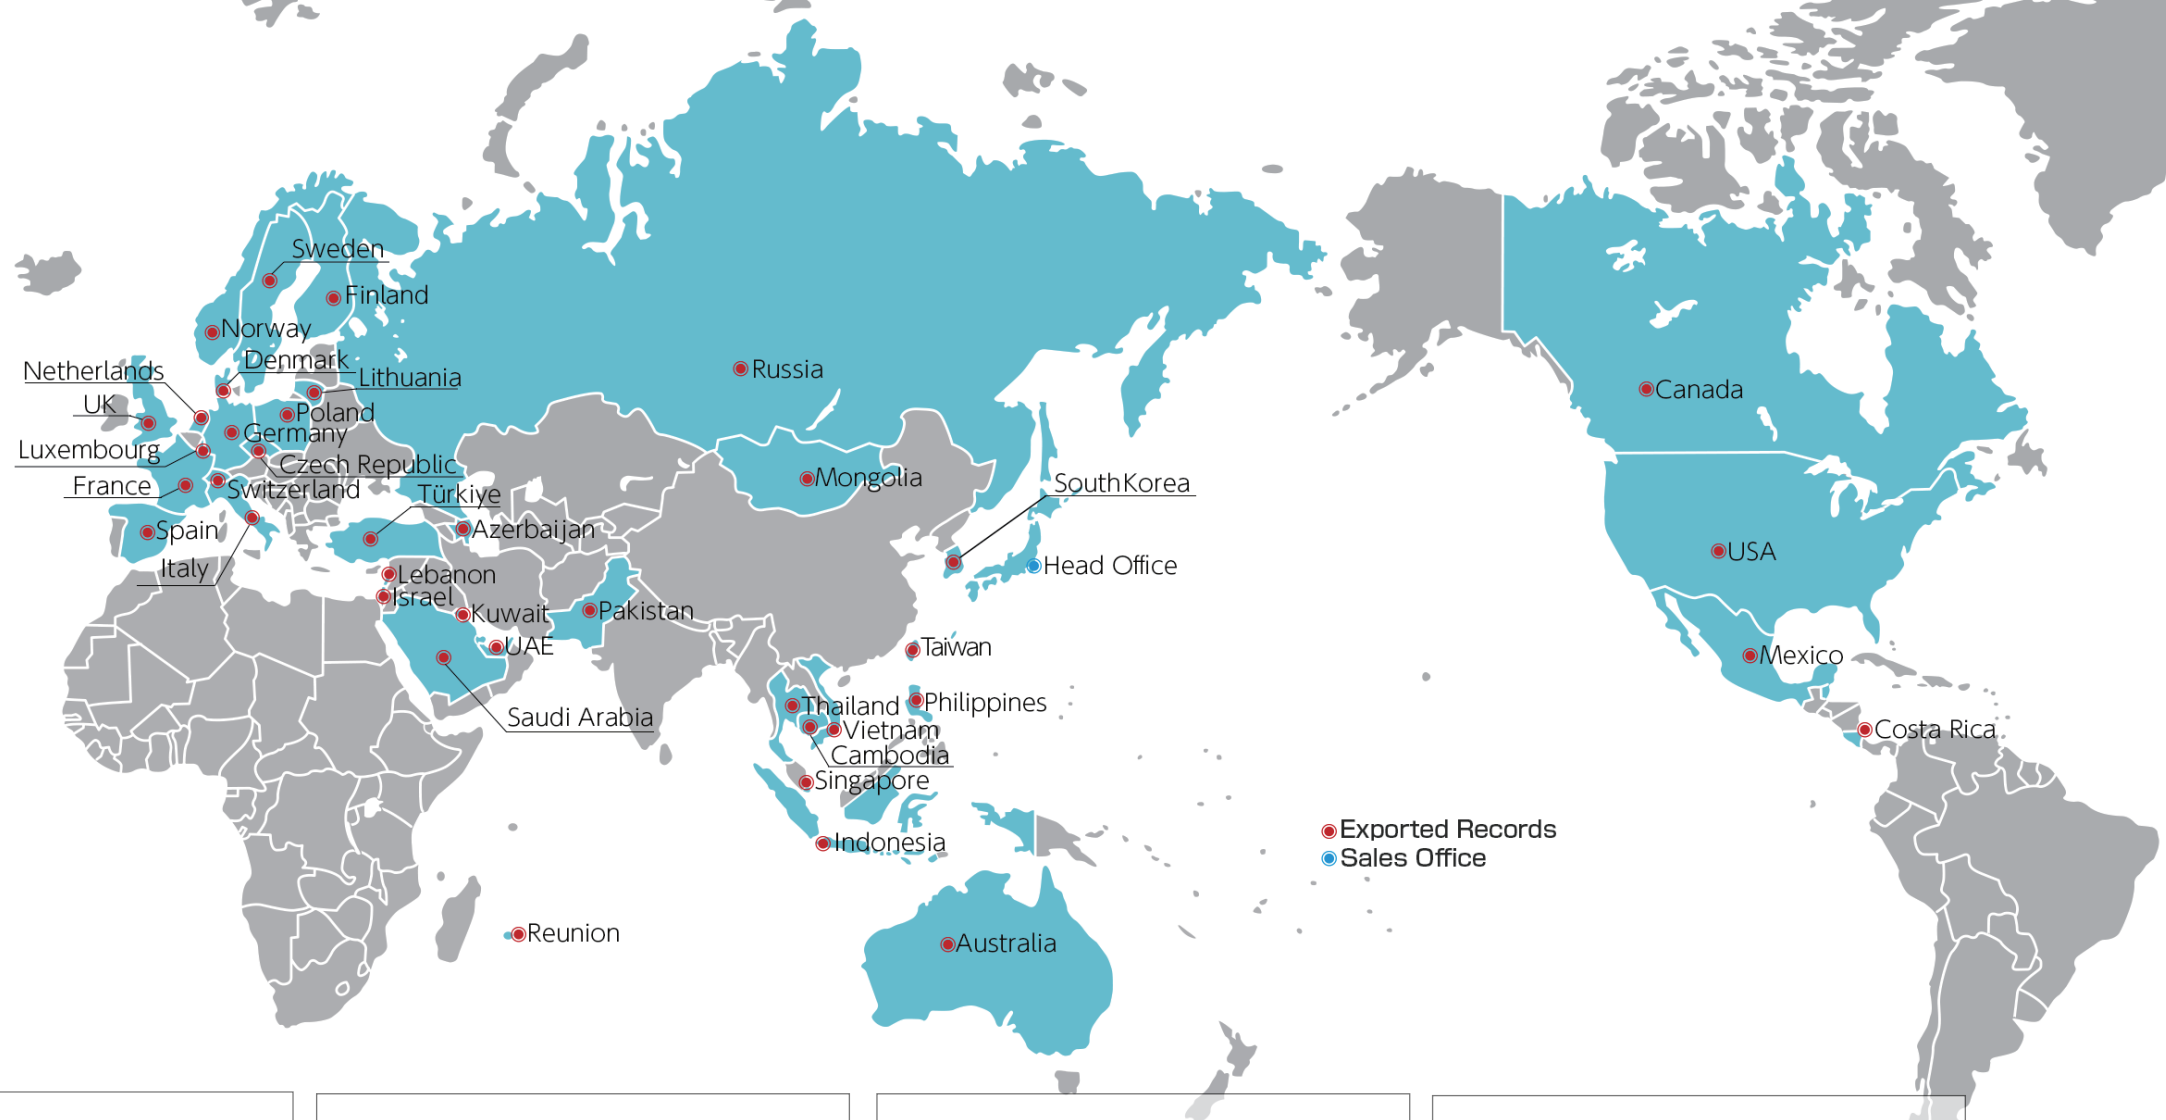 Sweden
Finland
Norway
Denmark
Netherlands
Lithuania
UK
Poland
Germany
Luxembourg
Czech Republic
France
Switzerland
Türkiye
Spain
Azerbaijan
Italy
Lebanon
Israel
Kuwait
Pakistan
UAE
Saudi Arabia
Russia
Mongolia
SouthKorea
Head Office
Taiwan
Thailand
Philippines
Vietnam
Cambodia
Singapore
Indonesia
Reunion
Australia
Canada
USA
Mexico
Costa Rica
Exported Records
Sales Office